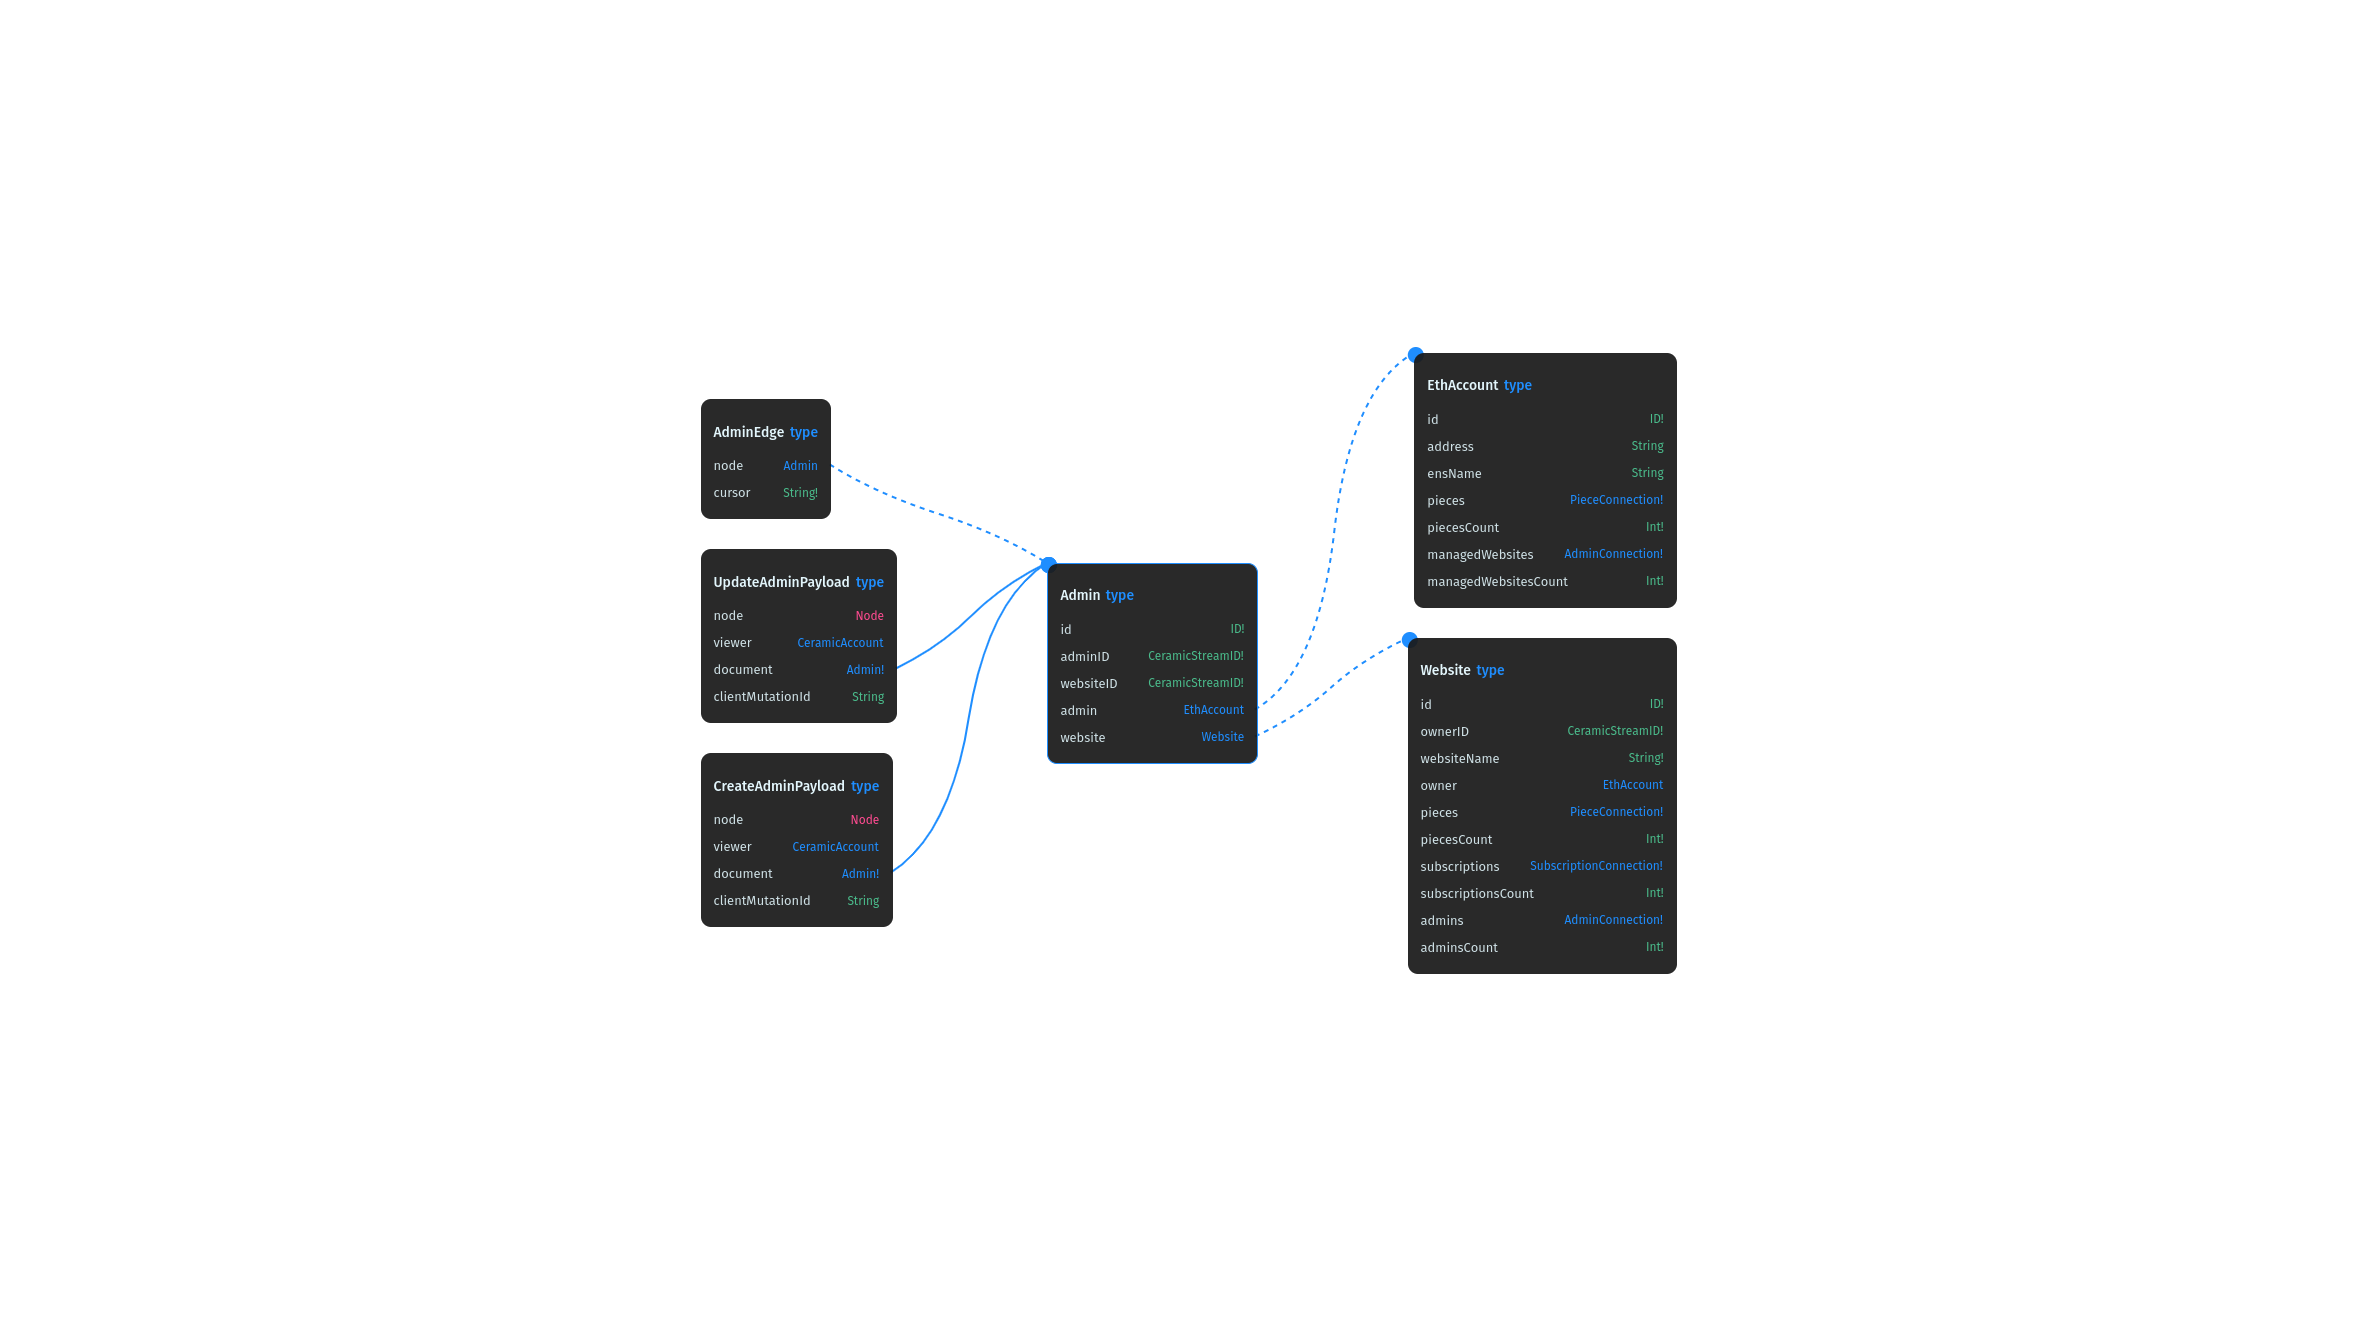 AdminEdge type
node Admin
cursor String!
UpdateAdminPayload type
node Node
viewer CeramicAccount
document Admin!
clientMutationId String
CreateAdminPayload type
node Node
viewer CeramicAccount
document Admin!
clientMutationId String
Admin type
id ID!
adminID CeramicStreamID!
websiteID CeramicStreamID!
admin EthAccount
website Website
EthAccount type
id ID!
address String
ensName String
pieces PieceConnection!
piecesCount Int!
managedWebsites AdminConnection!
managedWebsitesCount Int!
Website type
id ID!
ownerID CeramicStreamID!
websiteName String!
owner EthAccount
pieces PieceConnection!
piecesCount Int!
subscriptions SubscriptionConnection!
subscriptionsCount Int!
admins AdminConnection!
adminsCount Int!